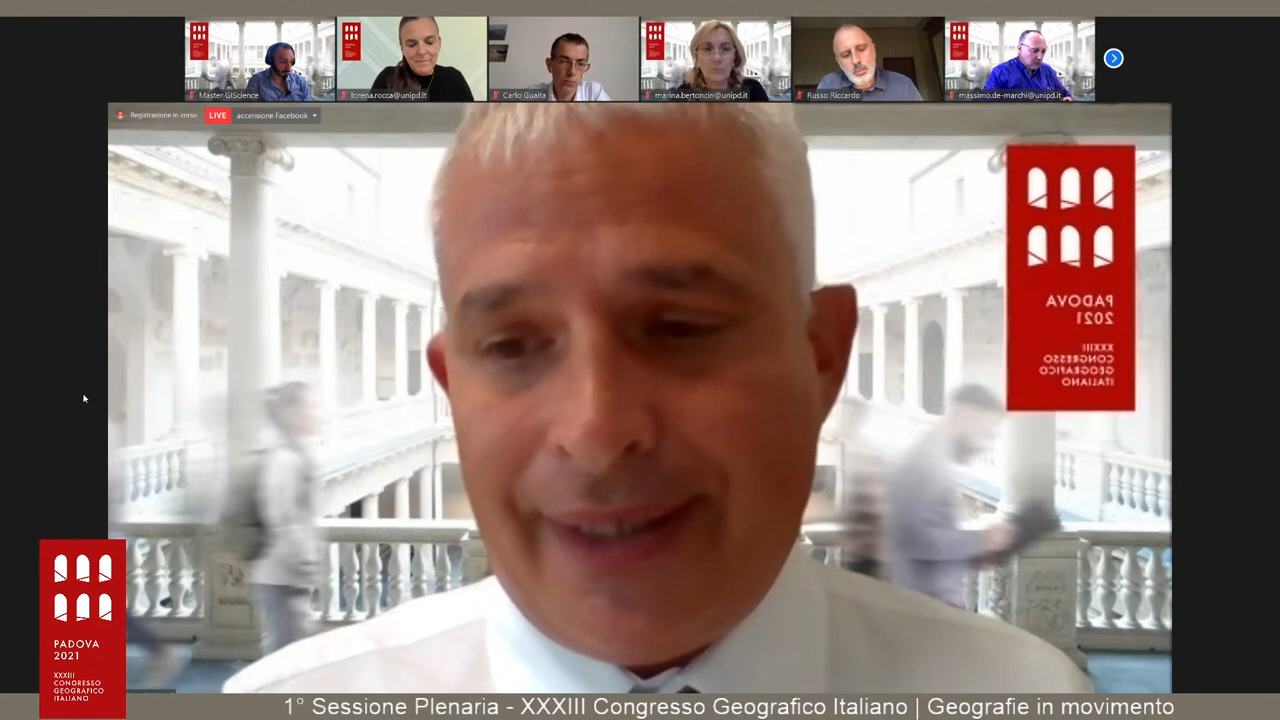 Master GIScience
lorena.rocca@unipd.it
Carlo Guaita
marina.bertoncin@unipd.it
Russo Riccardo
massimo.de-marchi@unipd.it
Registrazione in corso
LIVE
accensione Facebook
PADOVA
2021
XXXIII
CONGRESSO
GEOGRAFICO
ITALIANO
PADOVA
2021
XXXIII
CONGRESSO
GEOGRAFICO
ITALIANO
1° Sessione Plenaria - XXXIII Congresso Geografico Italiano | Geografie in movimento